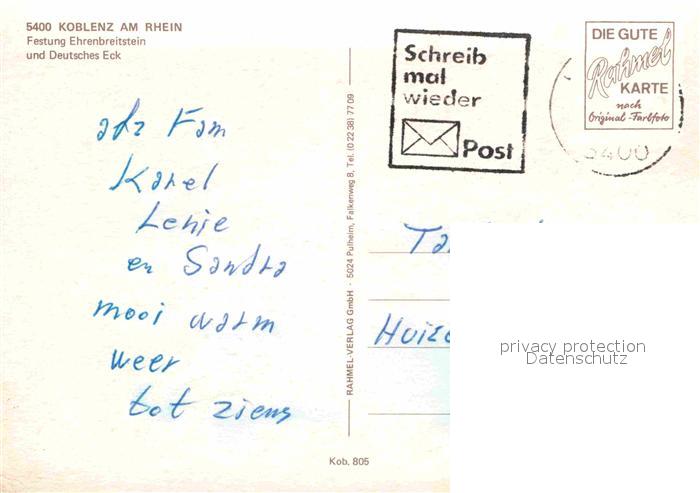 5400 KOBLENZ AM RHEIN
Festung Ehrenbreitstein
und Deutsches Eck
Schreib
mal
wieder
Post
DIE GUTE
Rahmel
KARTE
nach
Original-Farbfoto
5400
Fam
Karel
Lenie
en Sandra
mooi warm
weer
tot ziens
RAHMEL-VERLAG GmbH · 5024 Pulheim, Falkenweg 8, Tel. (0 22 38) 77 09
privacy protection
Datenschutz
Kob. 805